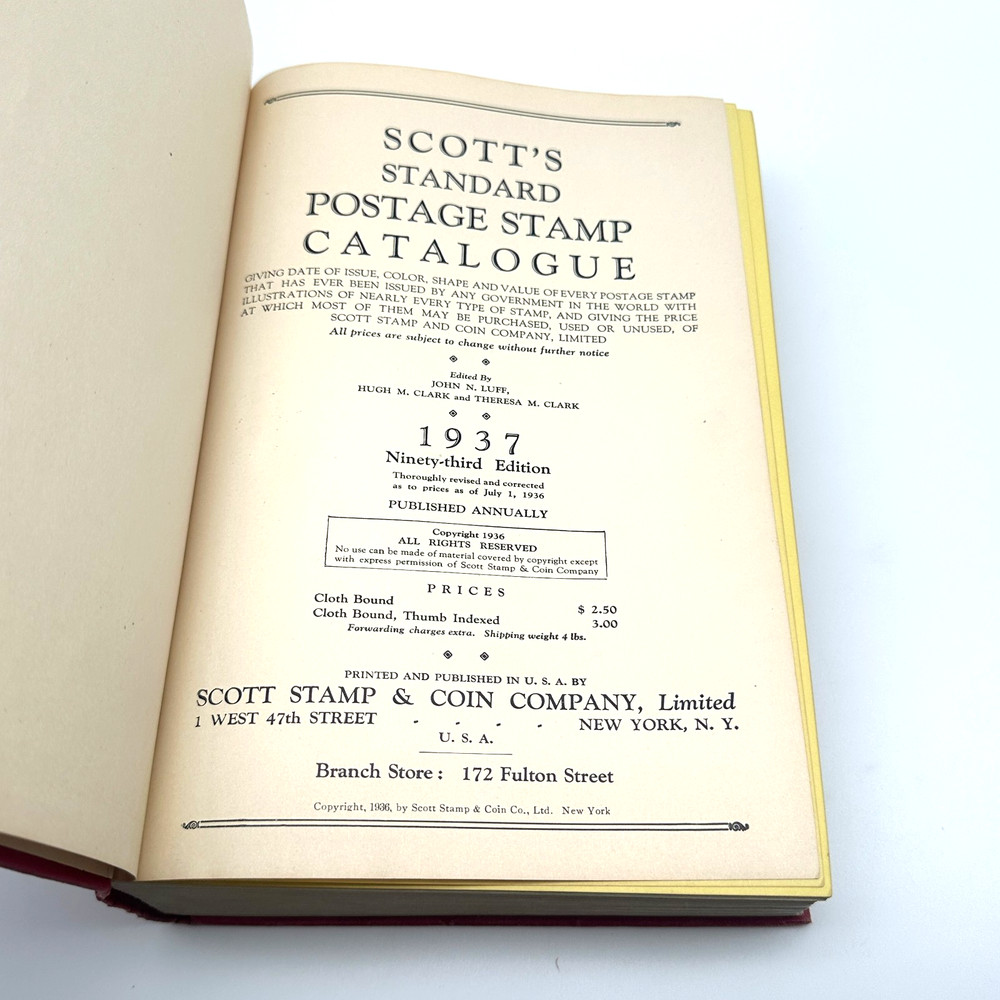 SCOTT'S
STANDARD
POSTAGE STAMP
CATALOGUE
GIVING DATE OF ISSUE, COLOR, SHAPE AND VALUE OF EVERY POSTAGE STAMP
THAT HAS EVER BEEN ISSUED BY ANY GOVERNMENT IN THE WORLD WITH
ILLUSTRATIONS OF NEARLY EVERY TYPE OF STAMP, AND GIVING THE PRICE
AT WHICH MOST OF THEM MAY BE PURCHASED, USED OR UNUSED, OF
SCOTT STAMP AND COIN COMPANY, LIMITED
All prices are subject to change without further notice
Edited By
JOHN N. LUFF,
HUGH M. CLARK and THERESA M. CLARK
1937
Ninety-third Edition
Thoroughly revised and corrected
as to prices as of July 1, 1936
PUBLISHED ANNUALLY
Copyright 1936
ALL RIGHTS RESERVED
No use can be made of material covered by copyright except
with express permission of Scott Stamp & Coin Company
PRICES
Cloth Bound $ 2.50
Cloth Bound, Thumb Indexed 3.00
Forwarding charges extra. Shipping weight 4 lbs.
PRINTED AND PUBLISHED IN U. S. A. BY
SCOTT STAMP & COIN COMPANY, Limited
1 WEST 47th STREET - - - - NEW YORK, N. Y.
U. S. A.
Branch Store: 172 Fulton Street
Copyright, 1936, by Scott Stamp & Coin Co., Ltd. New York